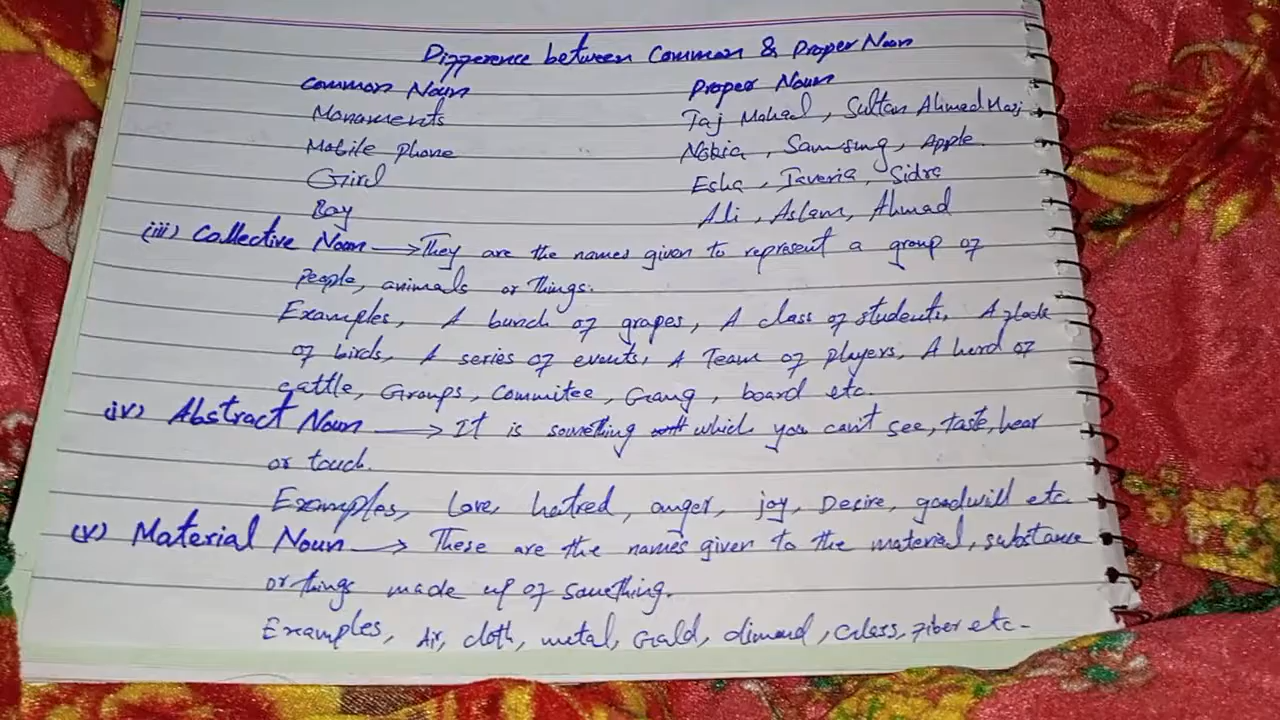 Difference between Common & Proper Noun
Common Noun Proper Noun
Monuments Taj Mahal, Sultan Ahmed Masj
Mobile phone Nokia, Samsung, Apple.
Girl Esha, Javeria, Sidra
Boy Ali, Aslam, Ahmad
(iii) Collective Noun → They are the names given to represent a group of
people, animals or things.
Examples, A bunch of grapes, A class of students, A flock
of birds, A series of events, A Team of players, A herd of
cattle, Groups, Commitee, Gang, board etc.
(iv) Abstract Noun → It is something which you can't see, taste, hear
or touch.
Examples, Love, hatred, anger, joy, Desire, goodwill etc
(v) Material Noun → These are the names given to the material, substance
or things made up of something.
Examples, Air, cloth, metal, Gold, dimond, Glass, fiber etc.